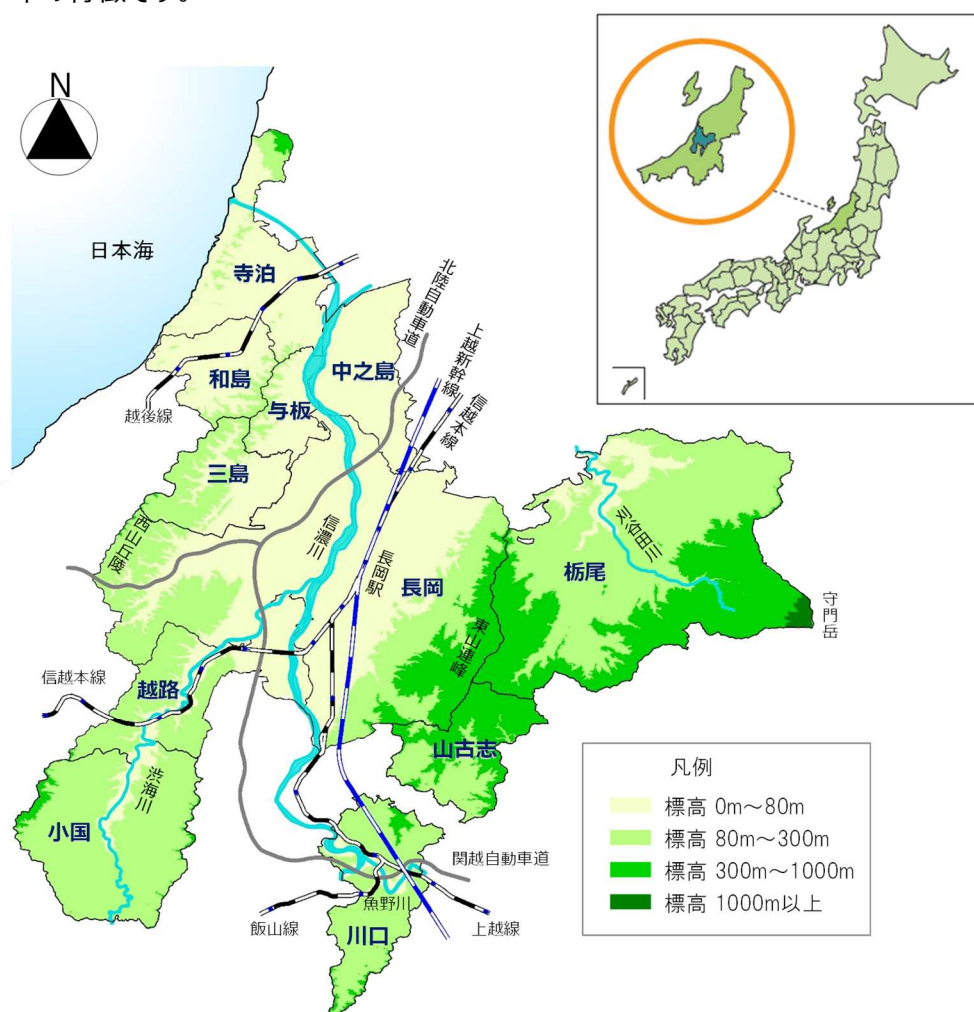 N
日本海
寺泊
北陸自動車道
上越新幹線
信越本線
中之島
和島
与板
越後線
三島
西山丘陵
信濃川
長岡駅
長岡
刈谷田川
栃尾
守門岳
東山連峰
信越本線
越路
山古志
渋海川
小国
関越自動車道
魚野川
飯山線
上越線
川口
凡例
標高 0m～80m
標高 80m～300m
標高 300m～1000m
標高 1000m以上